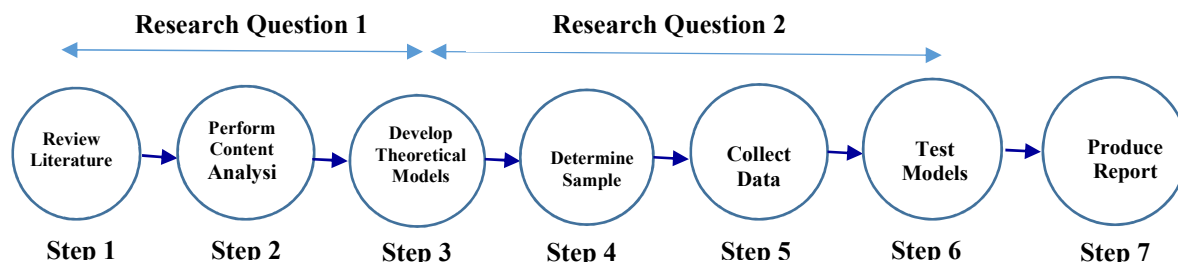 Research Question 1
Research Question 2
Review
Literature
Perform
Content
Analysi
Develop
Theoretical
Models
Determine
Sample
Collect
Data
Test
Models
Produce
Report
Step 1
Step 2
Step 3
Step 4
Step 5
Step 6
Step 7